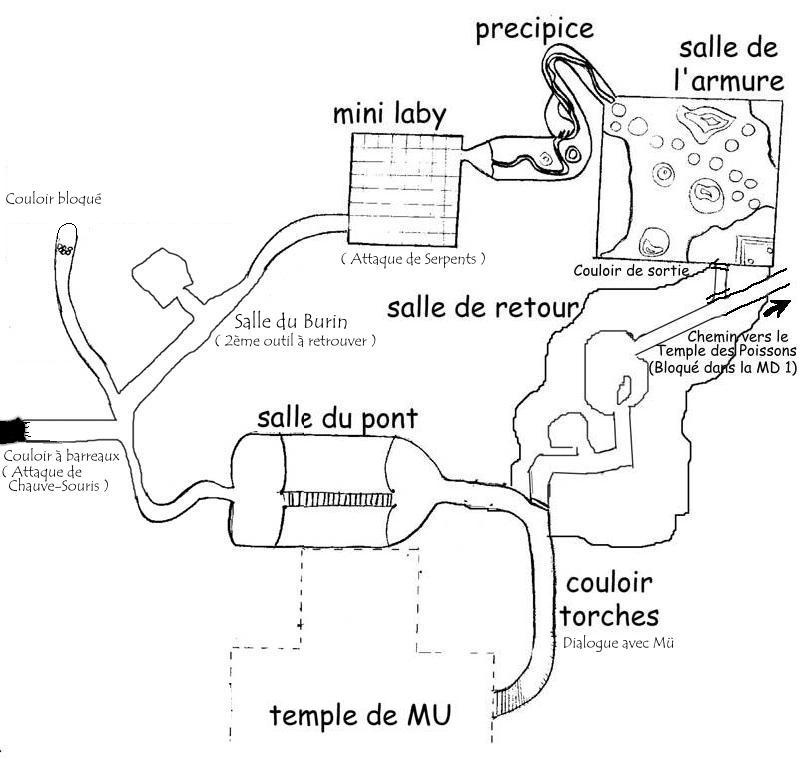 precipice
salle de
l'armure
mini laby
Couloir bloqué
( Attaque de Serpents )
Couloir de sortie
salle de retour
Salle du Burin
( 2ème outil à retrouver )
Chemin vers le
Temple des Poissons
(Bloqué dans la MD 1)
salle du pont
Couloir à barreaux
( Attaque de
Chauve-Souris )
couloir
torches
Dialogue avec Mü
temple de MU